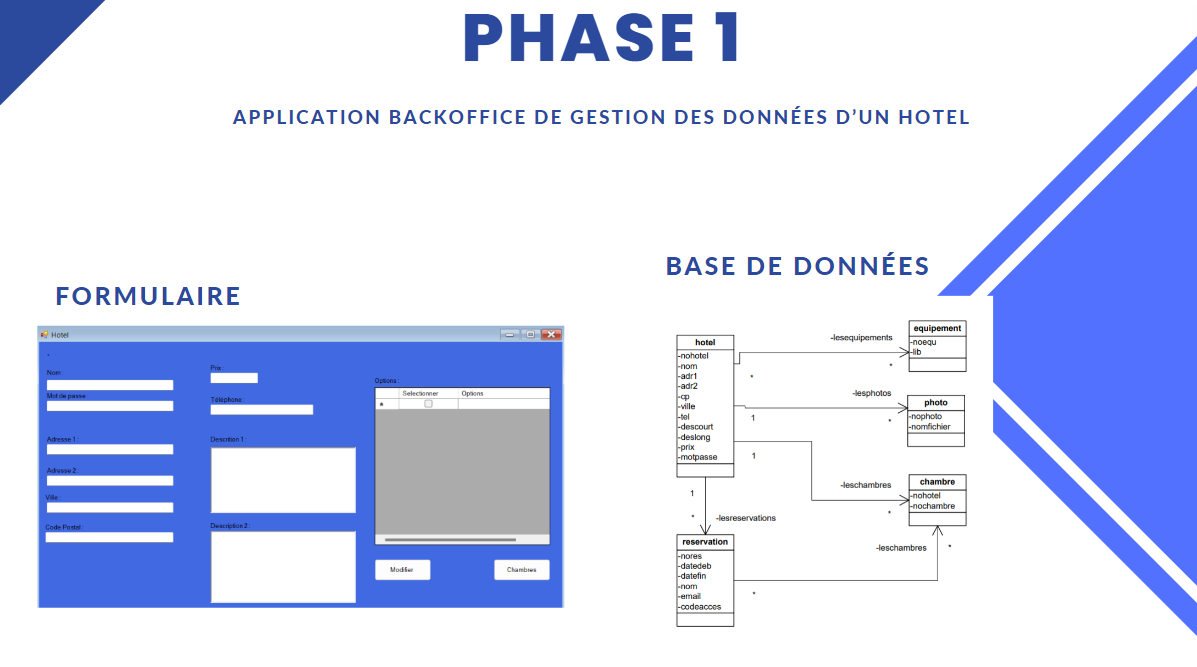 PHASE 1
APPLICATION BACKOFFICE DE GESTION DES DONNÉES D'UN HOTEL
FORMULAIRE
Hotel
Nom:
Mot de passe:
Adresse 1:
Adresse 2:
Ville:
Code Postal:
Prix:
Téléphone:
Descrition 1:
Description 2:
Options:
Selectionner Options
*
Modifier
Chambres
BASE DE DONNÉES
hotel
-nohotel
-nom
-adr1
-adr2
-cp
-ville
-tel
-descourt
-deslong
-prix
-motpasse
-lesequipements
*
*
equipement
-noequ
-lib
-lesphotos
1
*
photo
-nophoto
-nomfichier
1
-leschambres
*
chambre
-nohotel
-nochambre
1
*
-lesreservations
-leschambres
*
reservation
-nores
-datedeb
-datefin
-nom
-email
-codeacces
*